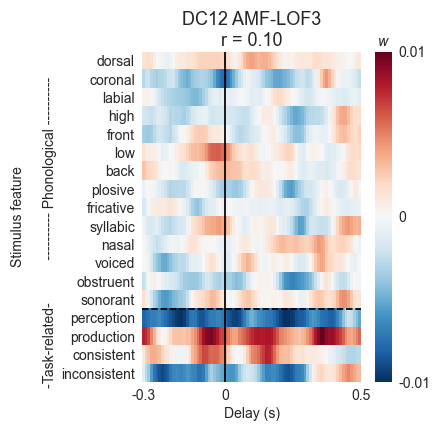 DC12 AMF-LOF3
r = 0.10
w
Stimulus feature
---------- Phonological ----------
-Task-related-
dorsal
coronal
labial
high
front
low
back
plosive
fricative
syllabic
nasal
voiced
obstruent
sonorant
perception
production
consistent
inconsistent
0.01
0
-0.01
-0.3
0
0.5
Delay (s)